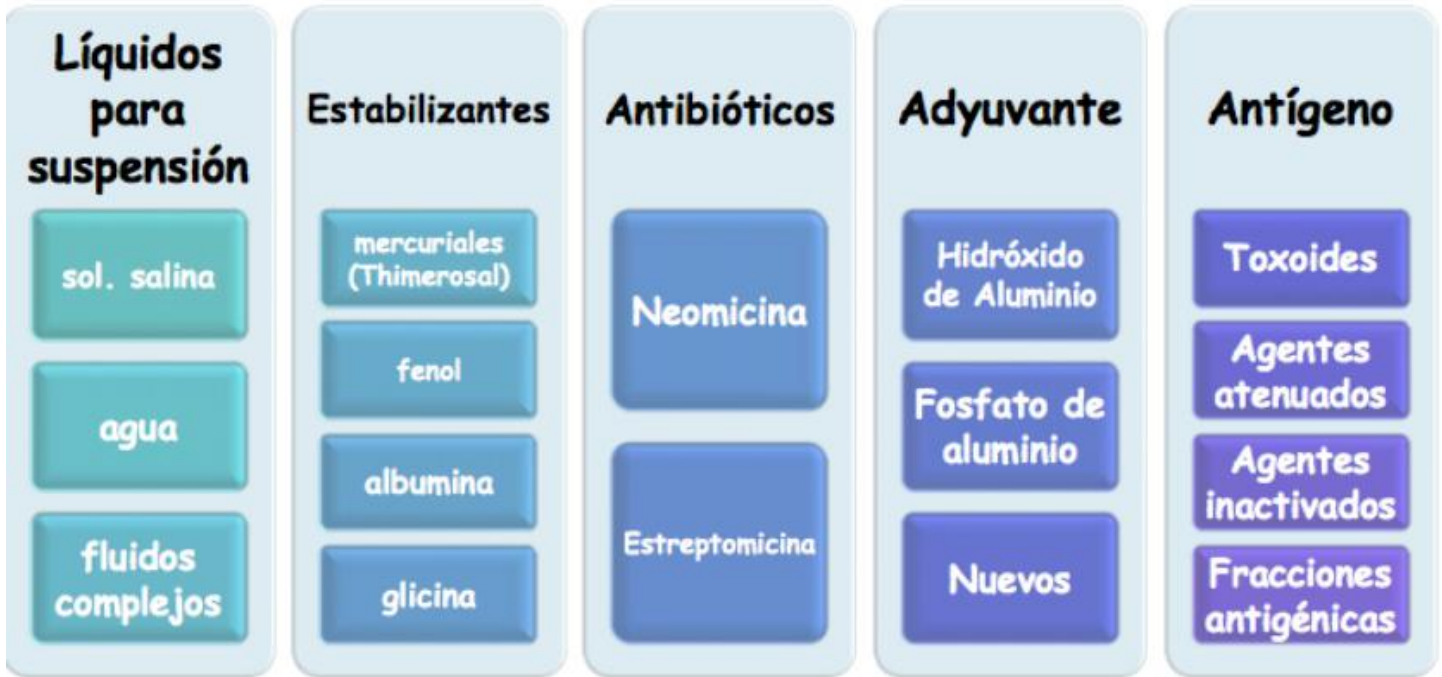 Líquidos
para
suspensión
sol. salina
agua
fluidos
complejos
Estabilizantes
mercuriales
(Thimerosal)
fenol
albumina
glicina
Antibióticos
Neomicina
Estreptomicina
Adyuvante
Hidróxido
de Aluminio
Fosfato de
aluminio
Nuevos
Antígeno
Toxoides
Agentes
atenuados
Agentes
inactivados
Fracciones
antigénicas